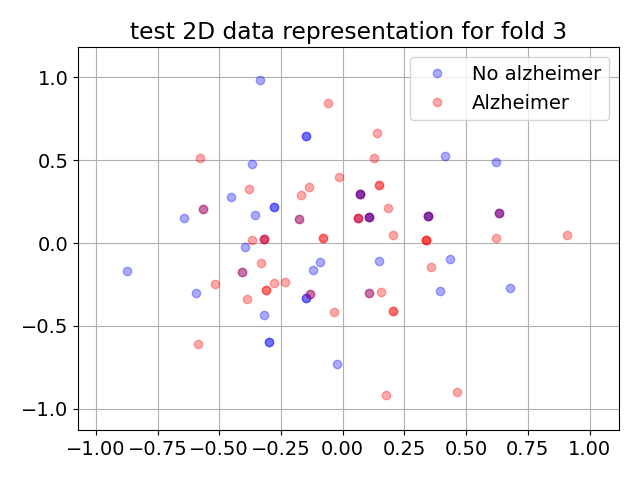 test 2D data representation for fold 3
No alzheimer
Alzheimer
1.0
0.5
0.0
−0.5
−1.0
−1.00 −0.75 −0.50 −0.25 0.00 0.25 0.50 0.75 1.00